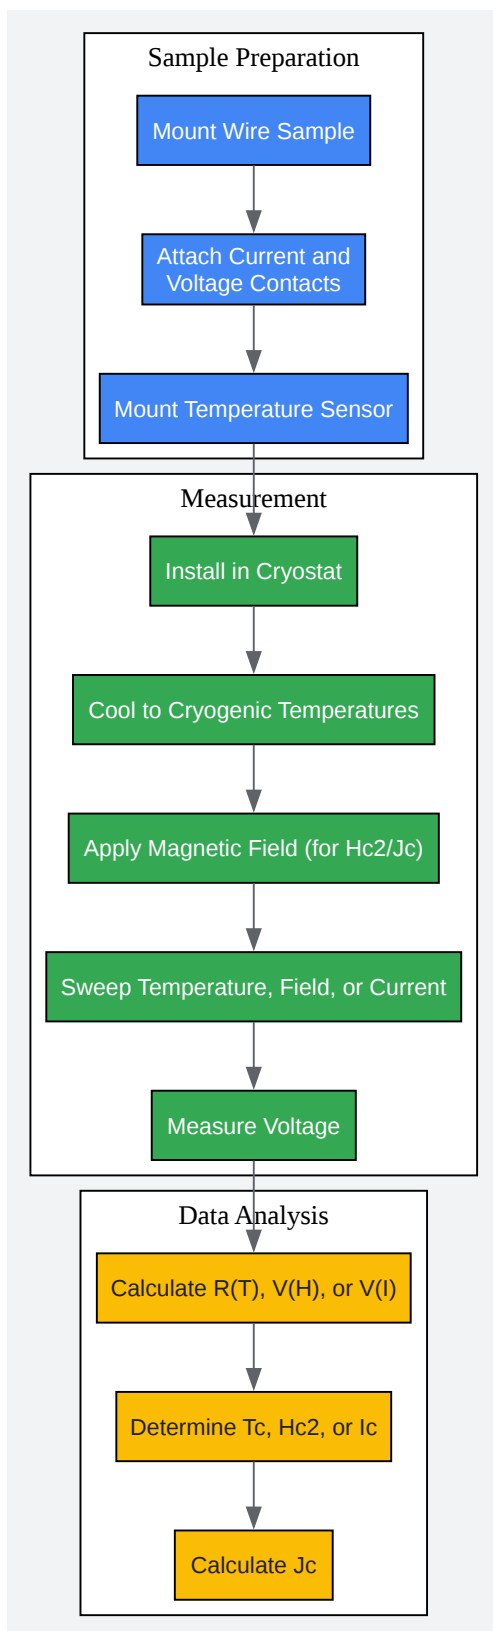 Sample Preparation
Mount Wire Sample
Attach Current and
Voltage Contacts
Mount Temperature Sensor
Measurement
Install in Cryostat
Cool to Cryogenic Temperatures
Apply Magnetic Field (for Hc2/Jc)
Sweep Temperature, Field, or Current
Measure Voltage
Data Analysis
Calculate R(T), V(H), or V(I)
Determine Tc, Hc2, or Ic
Calculate Jc